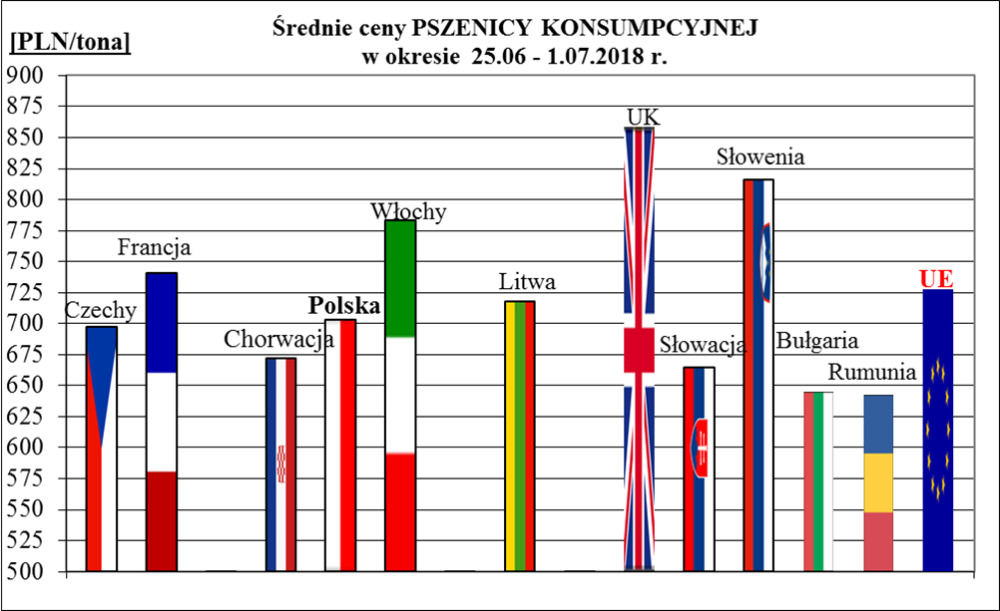 Średnie ceny PSZENICY KONSUMPCYJNEJ
w okresie 25.06 - 1.07.2018 r.
[PLN/tona]
900
875
850
825
800
775
750
725
700
675
650
625
600
575
550
525
500
Czechy
Francja
Chorwacja
Polska
Włochy
Litwa
UK
Słowacja
Słowenia
Bułgaria
Rumunia
UE